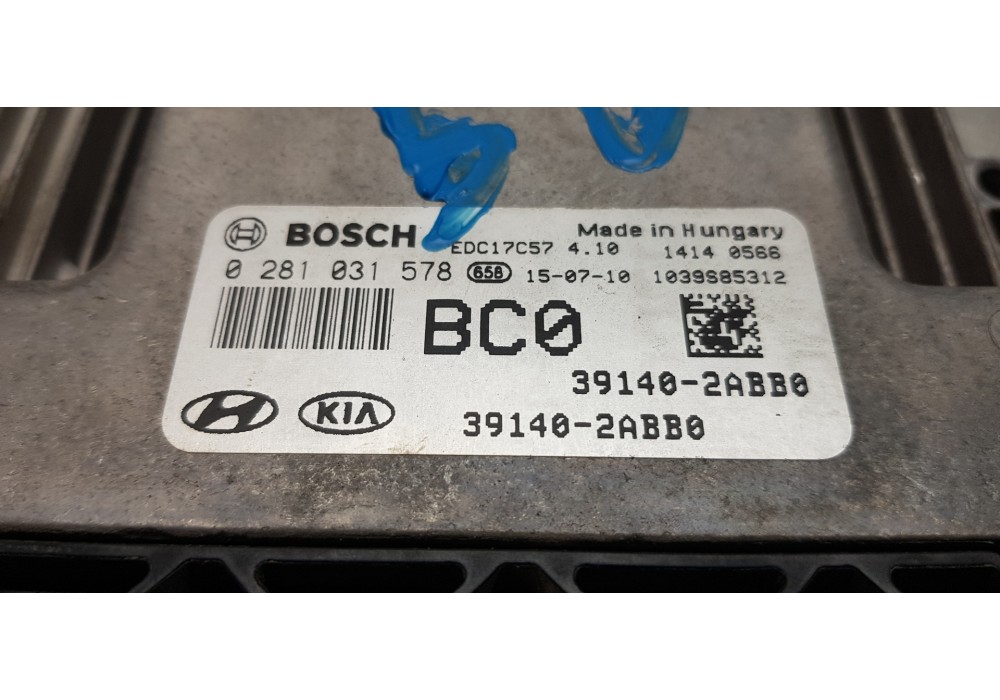 BOSCH
Made in Hungary
EDC17C57 4.10 1414 0566
0 281 031 578 658 15-07-10 1039S85312
BC0
39140-2ABB0
KIA 39140-2ABB0